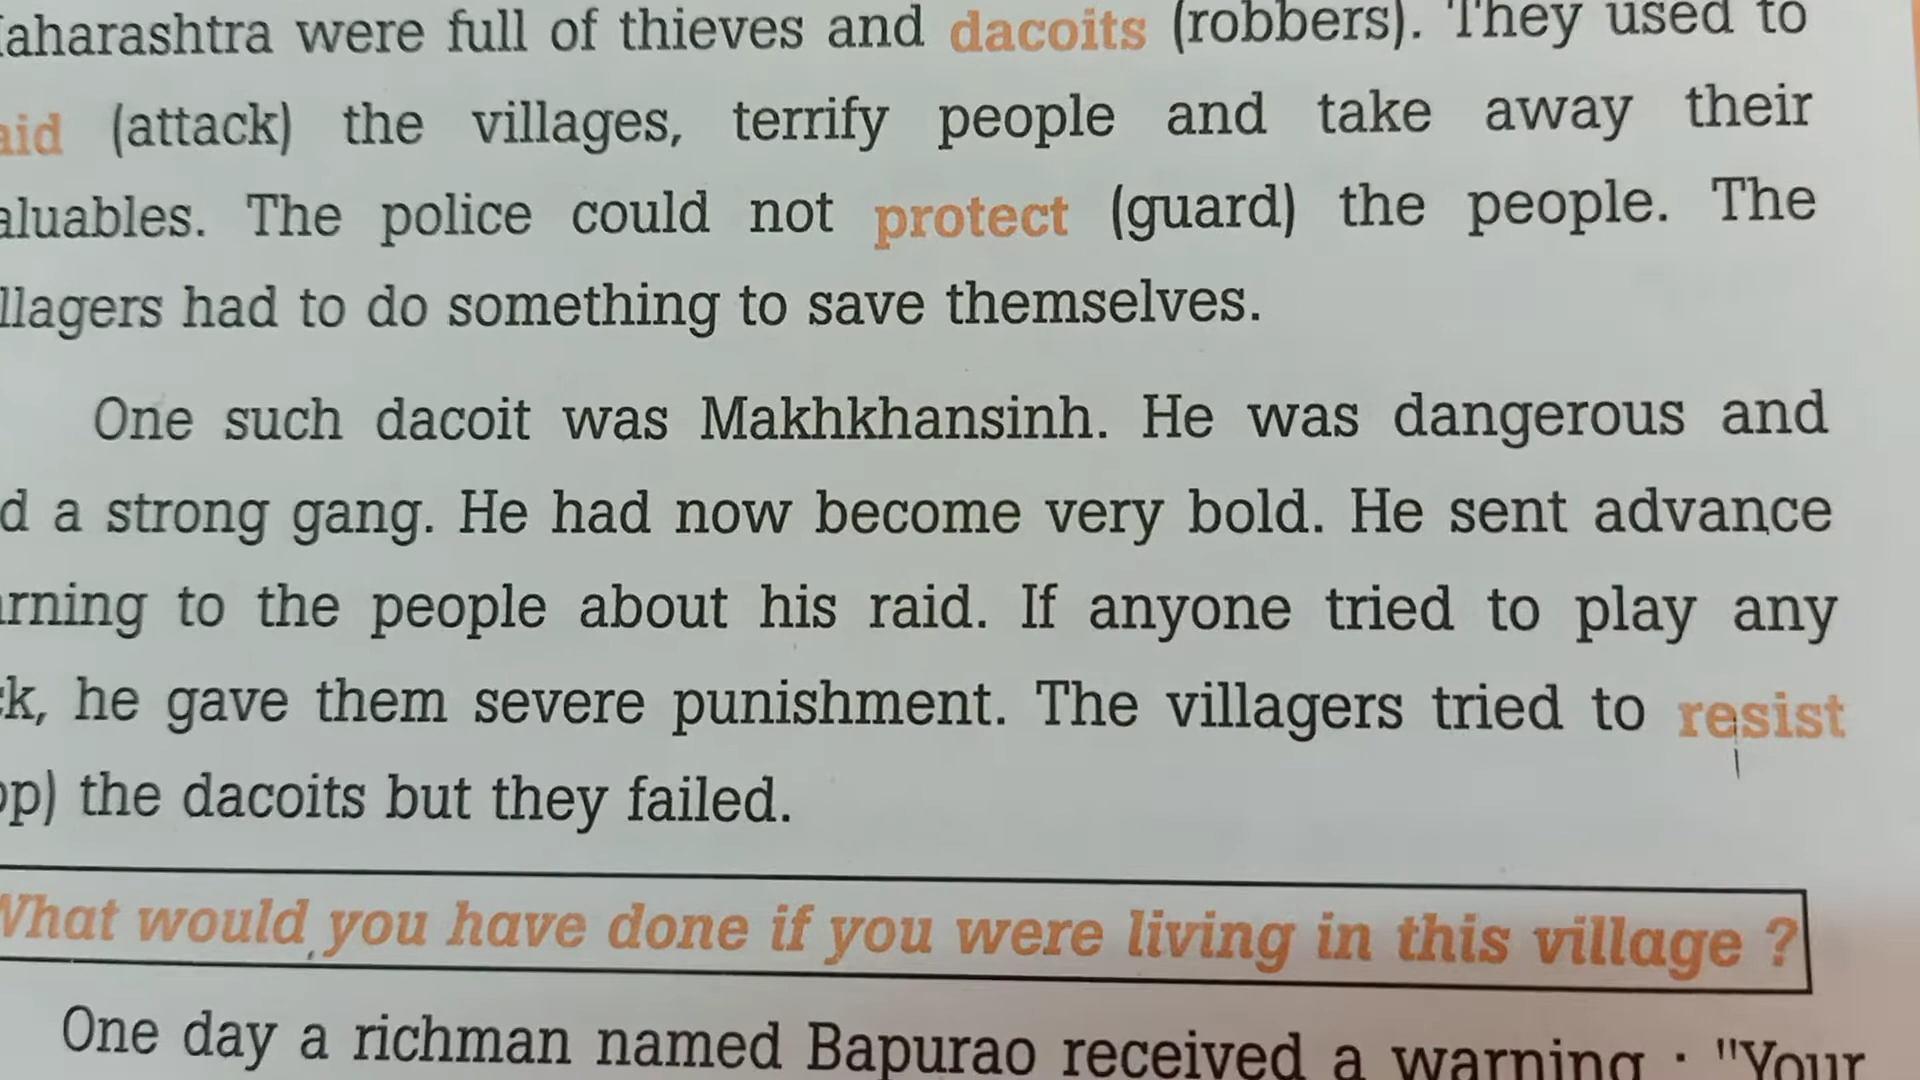 were full of thieves and dacoits (robbers). They used to
(attack) the villages, terrify people and take away their
The police could not protect (guard) the people. The
had to do something to save themselves.
One such dacoit was Makhkhansinh. He was dangerous and
a strong gang. He had now become very bold. He sent advance
to the people about his raid. If anyone tried to play any
he gave them severe punishment. The villagers tried to resist
the dacoits but they failed.
What would you have done if you were living in this village ?
One day a richman named Bapurao received a warning : "Your